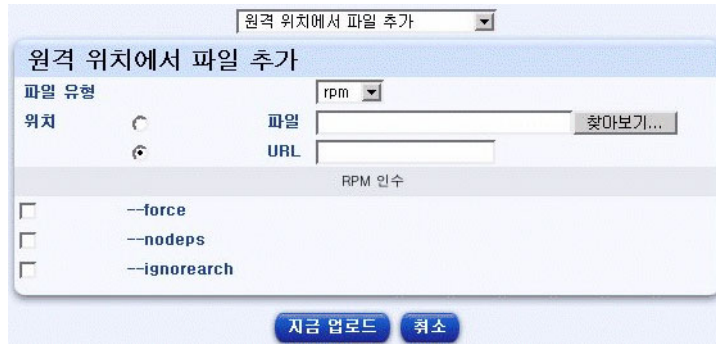 원격 위치에서 파일 추가
원격 위치에서 파일 추가
파일 유형 rpm
위치 파일 찾아보기...
URL
RPM 인수
--force
--nodeps
--ignorearch
지금 업로드 취소